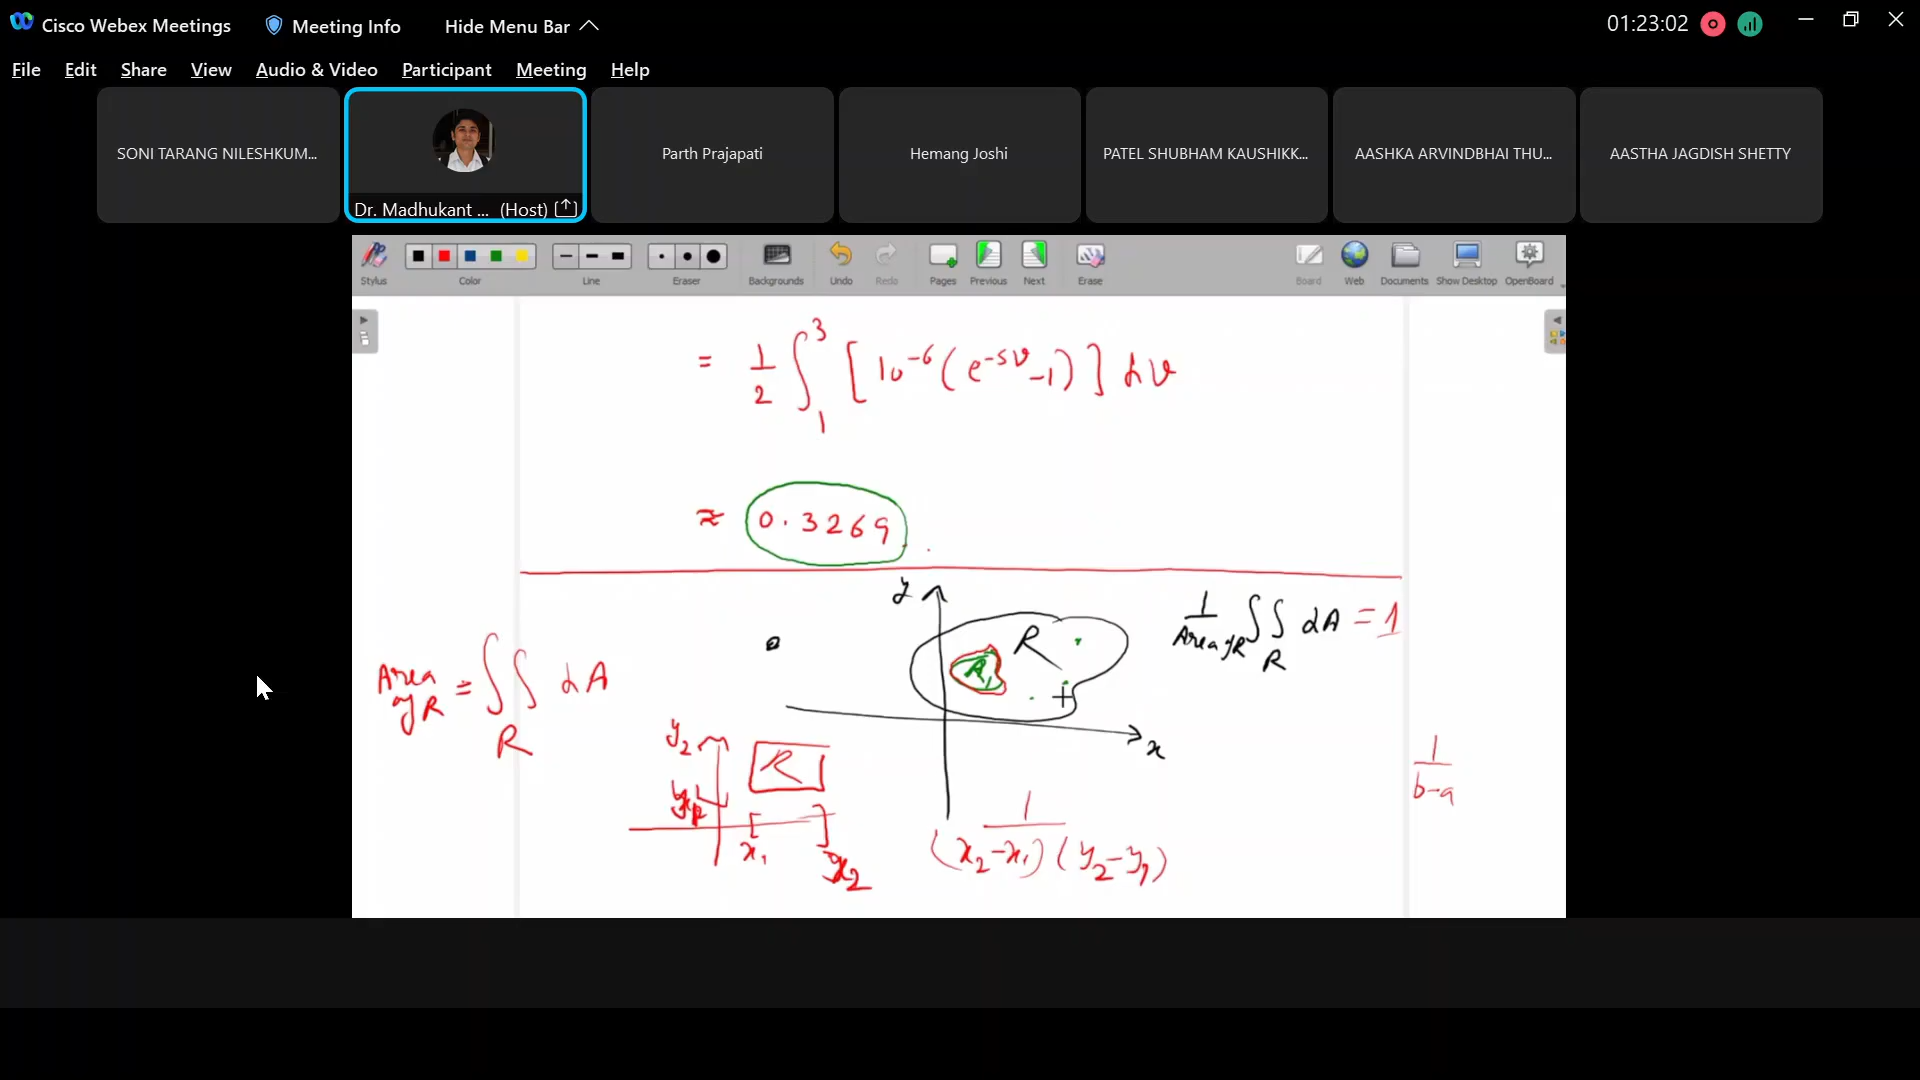 Cisco Webex Meetings Meeting Info Hide Menu Bar 01:23:02
File Edit Share View Audio & Video Participant Meeting Help
SONI TARANG NILESHKUM...
Dr. Madhukant ... (Host)
Parth Prajapati
Hemang Joshi
PATEL SHUBHAM KAUSHIKK...
AASHKA ARVINDBHAI THU...
AASTHA JAGDISH SHETTY
Stylus Color Line Eraser Backgrounds Undo Redo Pages Previous Next Erase Board Web Documents Show Desktop OpenBoard
= 1/2 ∫₁³ [10⁻⁶(e⁻⁵ᵛ-1)] dv
≈ 0.3269
y
R
R₁
x
1/Area of R ∫∫_R dA = 1
Area of R = ∫∫_R dA
y₂
R
x₁
x₂
1/(x₂-x₁)(y₂-y₁)
1/b-a